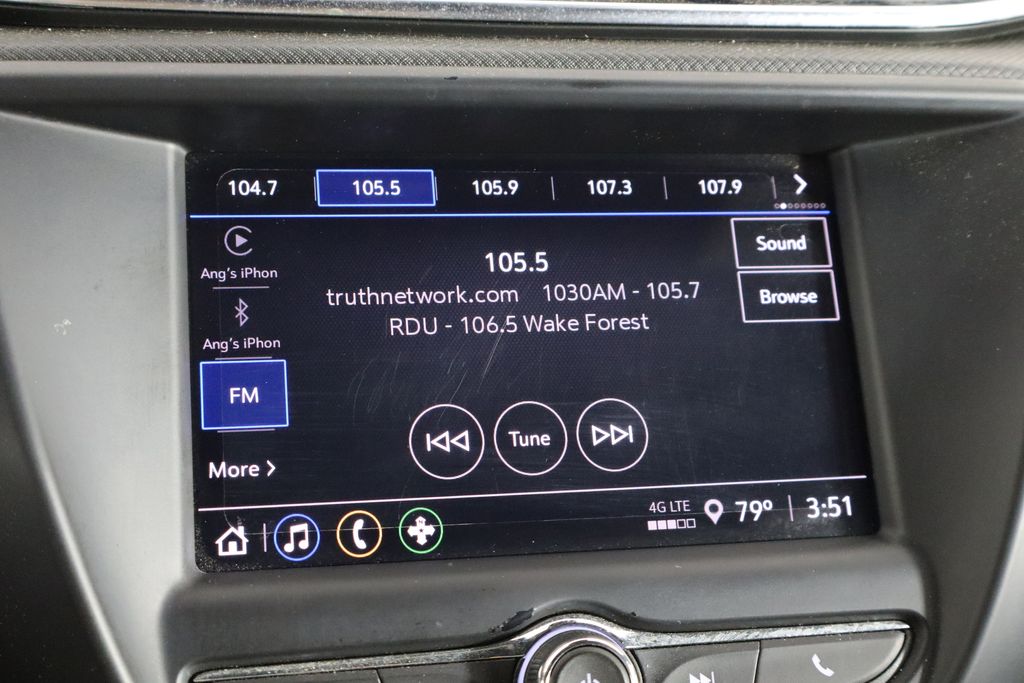 104.7 105.5 105.9 107.3 107.9
Ang's iPhon
Ang's iPhon
FM
More
105.5
truthnetwork.com 1030AM - 105.7
RDU - 106.5 Wake Forest
Sound
Browse
Tune
4G LTE 79° 3:51